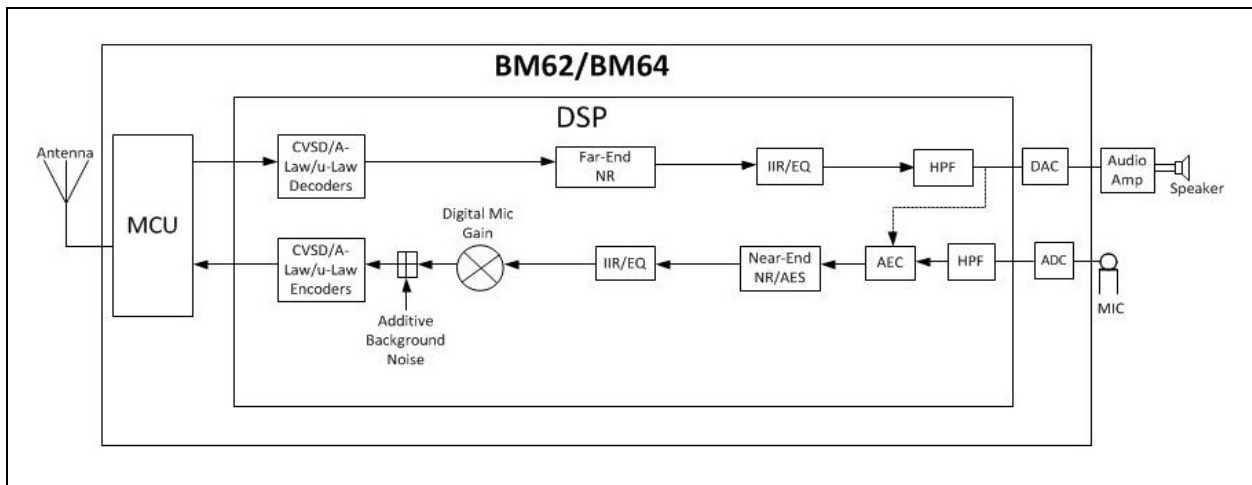 BM62/BM64
DSP
Antenna
MCU
CVSD/A-
Law/u-Law
Decoders
Far-End
NR
IIR/EQ
HPF
DAC
Audio
Amp
Speaker
CVSD/A-
Law/u-Law
Encoders
Additive
Background
Noise
Digital Mic
Gain
IIR/EQ
Near-End
NR/AES
AEC
HPF
ADC
MIC